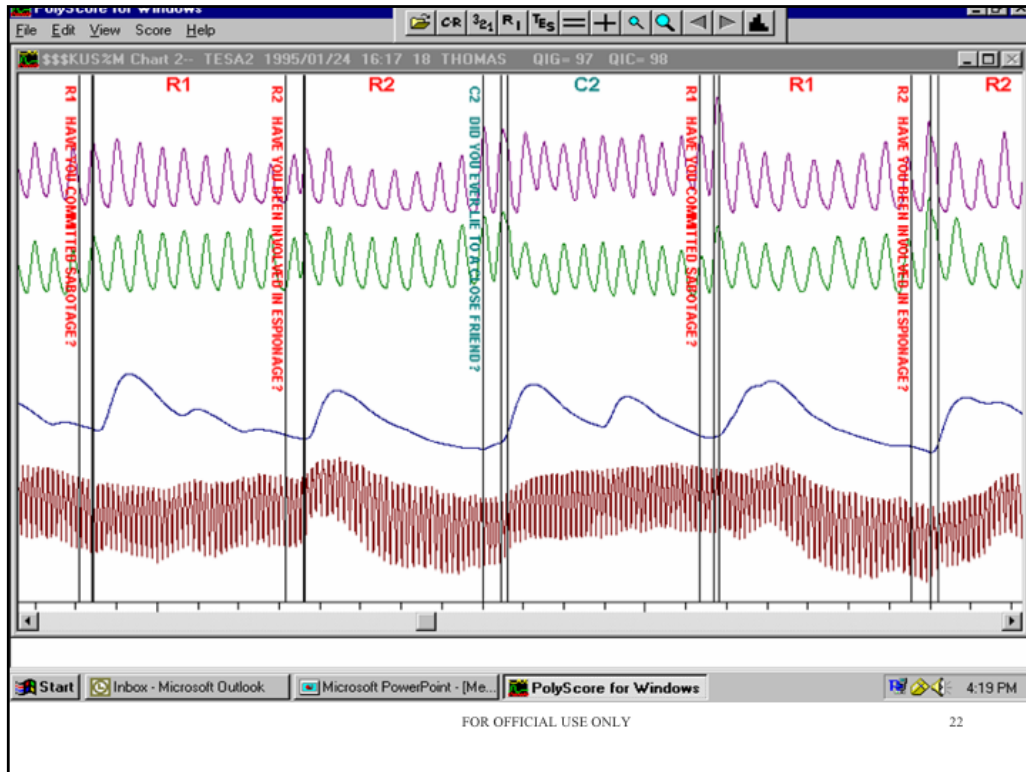 PolyScore for Windows
C·R 321 RI TES
File Edit View Score Help
$$$KUS%M Chart 2-- TESA2 1995/01/24 16:17 18 THOMAS QIG= 97 QIC= 98
R1 R2 C2 R1 R2
R1 HAVE YOU COMMITTED SABOTAGE?
R2 HAVE YOU BEEN INVOLVED IN ESPIONAGE?
C2 DID YOU EVER LIE TO A CLOSE FRIEND?
R1 HAVE YOU COMMITTED SABOTAGE?
R2 HAVE YOU BEEN INVOLVED IN ESPIONAGE?
Start Inbox - Microsoft Outlook Microsoft PowerPoint - [Me... PolyScore for Windows 4:19 PM
FOR OFFICIAL USE ONLY 22